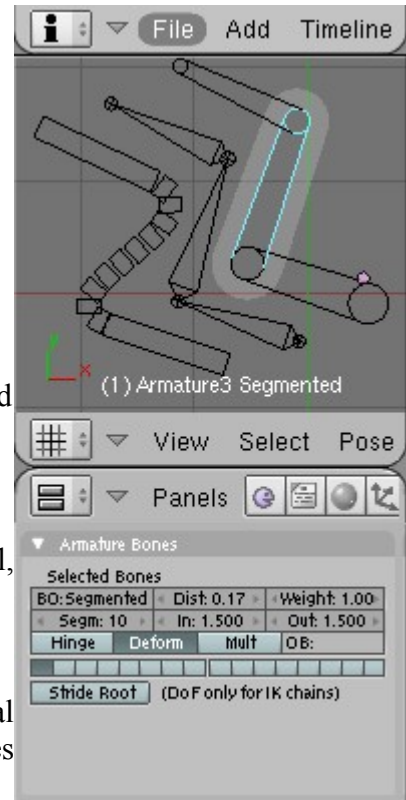 File Add Timeline
(1) Armature3 Segmented
d
View Select Pose
Panels
Armature Bones
l,
Selected Bones
BO:Segmented Dist: 0.17 Weight: 1.00
Segm: 10 In: 1.500 Out: 1.500
Hinge Deform Mult OB:
Stride Root (DoF only for IK chains)
al
es